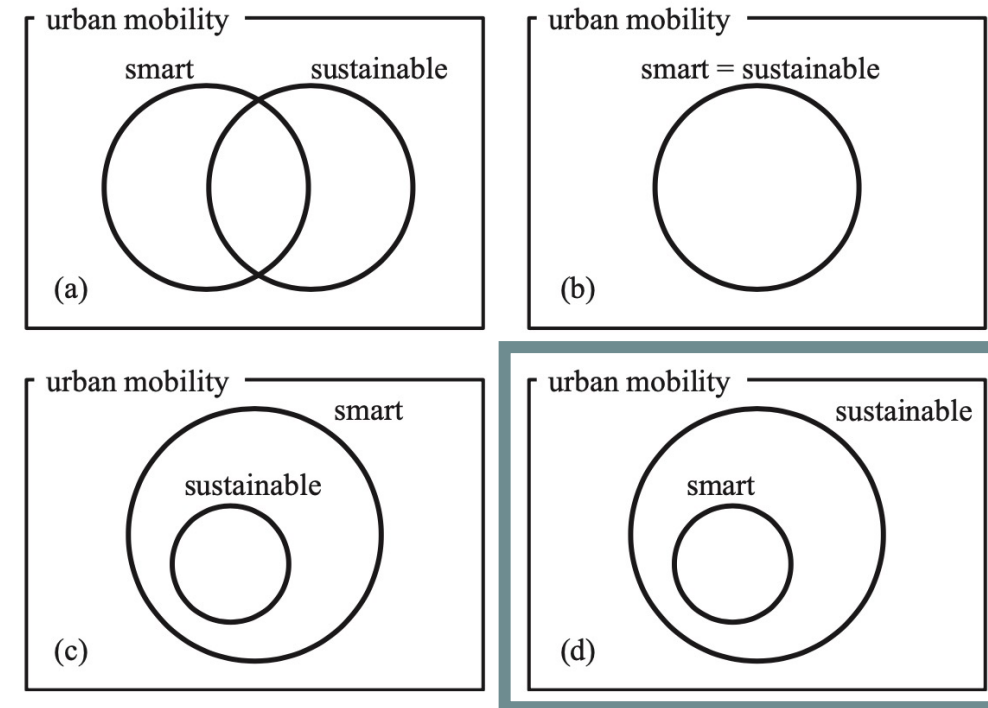 urban mobility
smart
sustainable
(a)
urban mobility
smart = sustainable
(b)
urban mobility
smart
sustainable
(c)
urban mobility
sustainable
smart
(d)